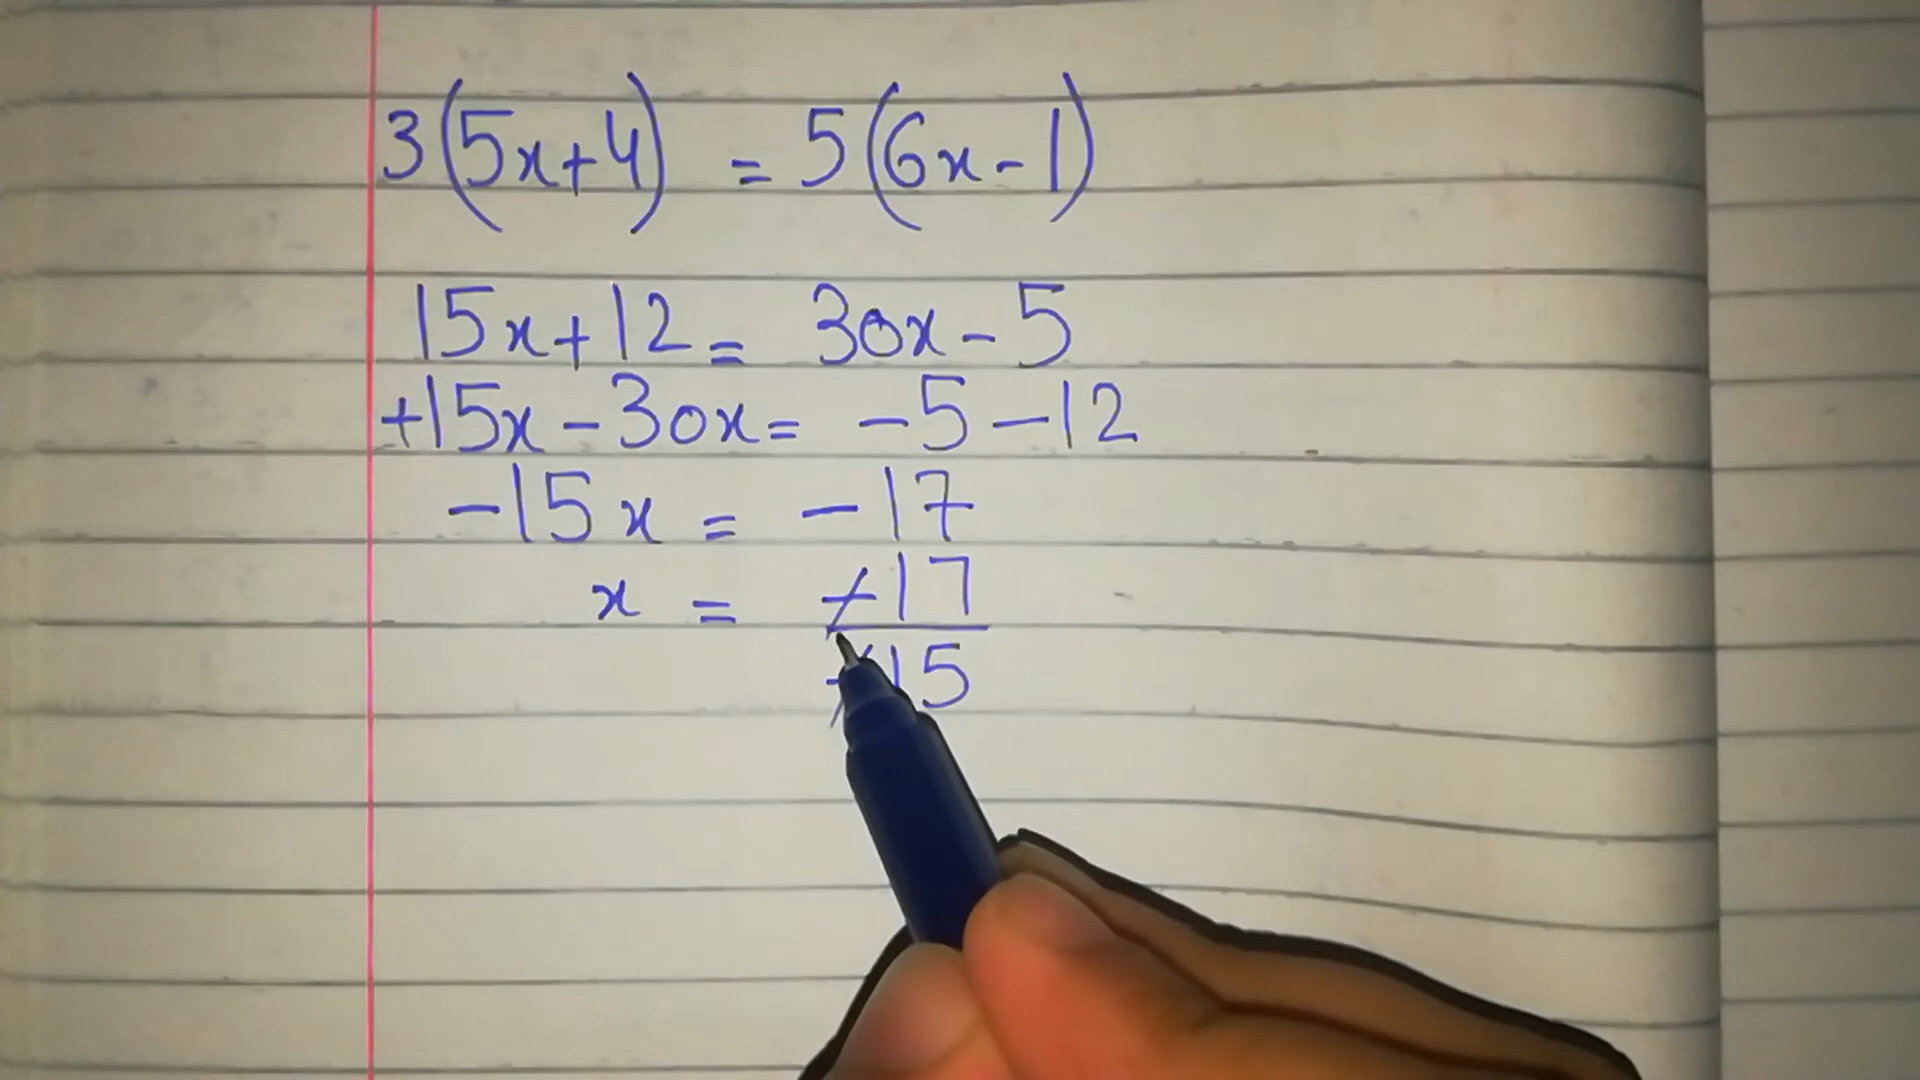 3(5x+4) = 5(6x-1)
15x+12 = 30x-5
+15x-30x = -5-12
-15x = -17
x = -17/-15